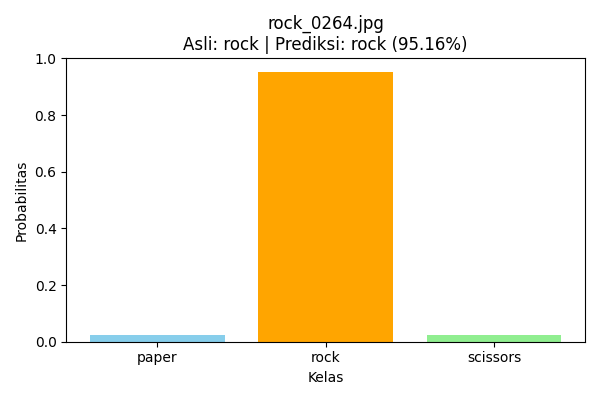 rock_0264.jpg
Asli: rock | Prediksi: rock (95.16%)
1.0
0.8
0.6
0.4
0.2
0.0
Probabilitas
paper rock scissors
Kelas